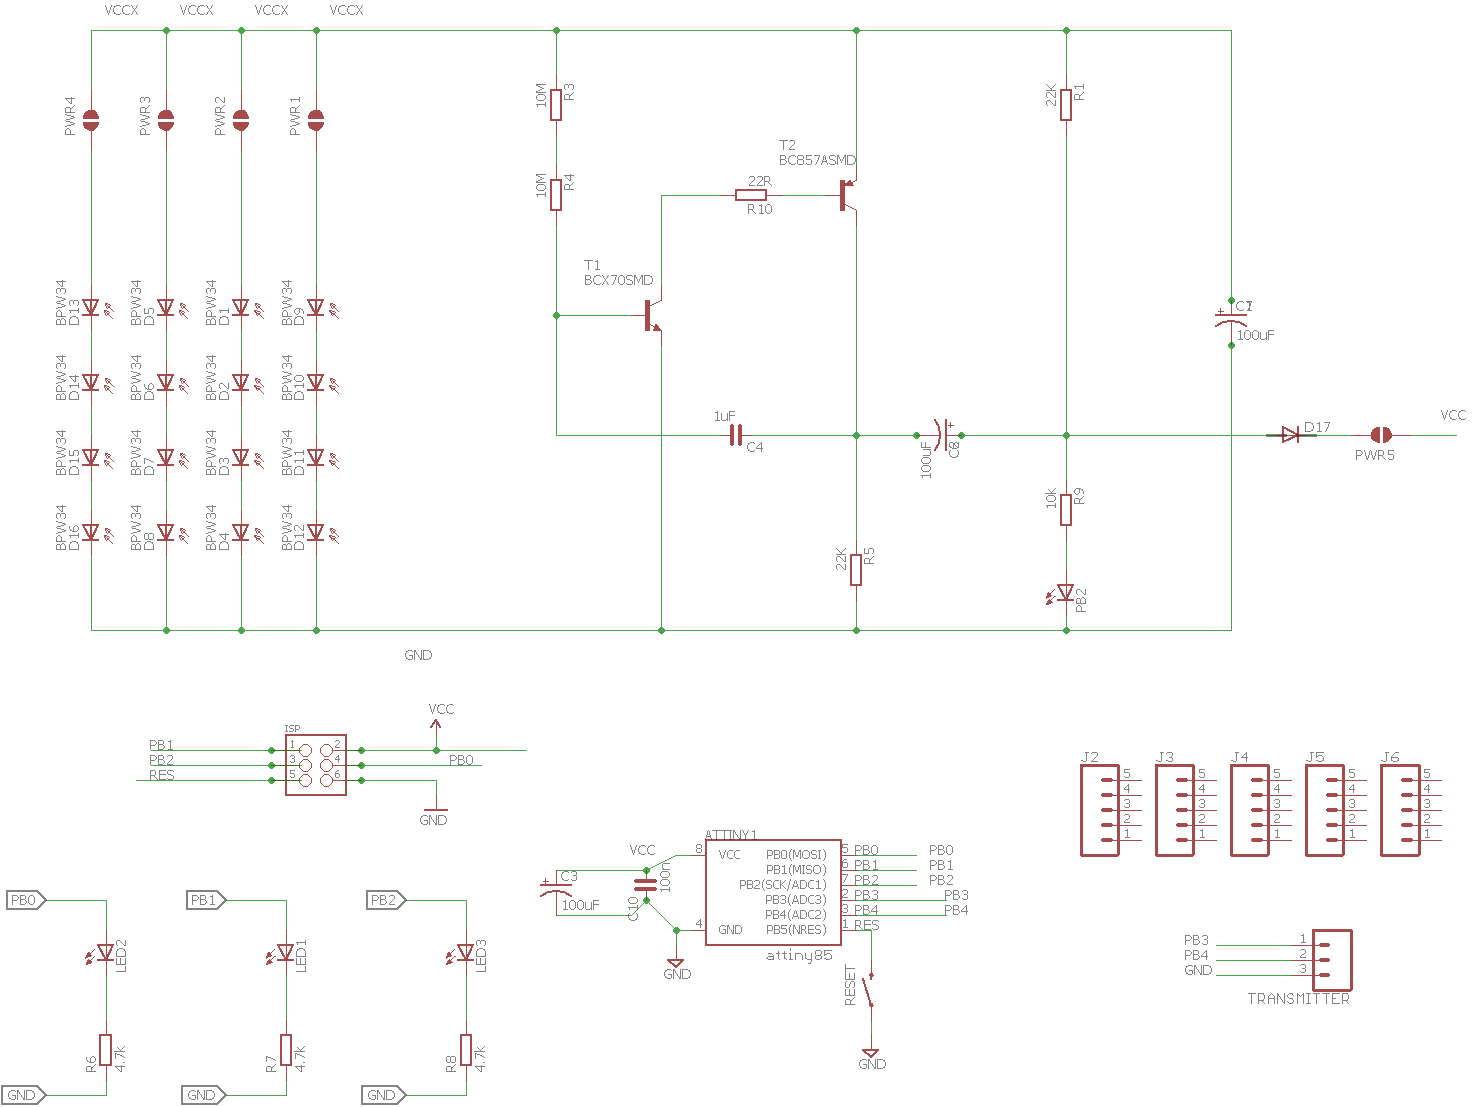 VCCX VCCX VCCX VCCX
PWR4 PWR3 PWR2 PWR1
10M R3
10M R4
22K R1
T2
BC857ASMD
22R
R10
T1
BCX70SMD
BPW34 D13 BPW34 D5 BPW34 D1 BPW34 D9
BPW34 D14 BPW34 D6 BPW34 D2 BPW34 D10
BPW34 D15 BPW34 D7 BPW34 D3 BPW34 D11
BPW34 D16 BPW34 D8 BPW34 D4 BPW34 D12
+
100uF
1uF
C4
100uF +
D17
VCC
PWR5
10k R9
22K R5
PB2
GND
VCC
ISP
PB1 1 2
PB2 3 4 PB0
RES 5 6
GND
J2 J3 J4 J5 J6
5 5 5 5 5
4 4 4 4 4
3 3 3 3 3
2 2 2 2 2
1 1 1 1 1
ATTINY1
VCC 8 VCC PB0(MOSI) 5 PB0 PB0
PB1(MISO) 6 PB1 PB1
PB2(SCK/ADC1) 7 PB2 PB2
PB3(ADC3) 2 PB3 PB3
PB4(ADC2) 3 PB4 PB4
4 GND PB5(NRES) 1 RES
attiny85
+ C3
100uF
C10 100n
GND
RESET
GND
PB0 PB1 PB2
LED2 LED1 LED3
R6 4.7k R7 4.7k R8 4.7k
GND GND GND
PB3 1
PB4 2
GND 3
TRANSMITTER